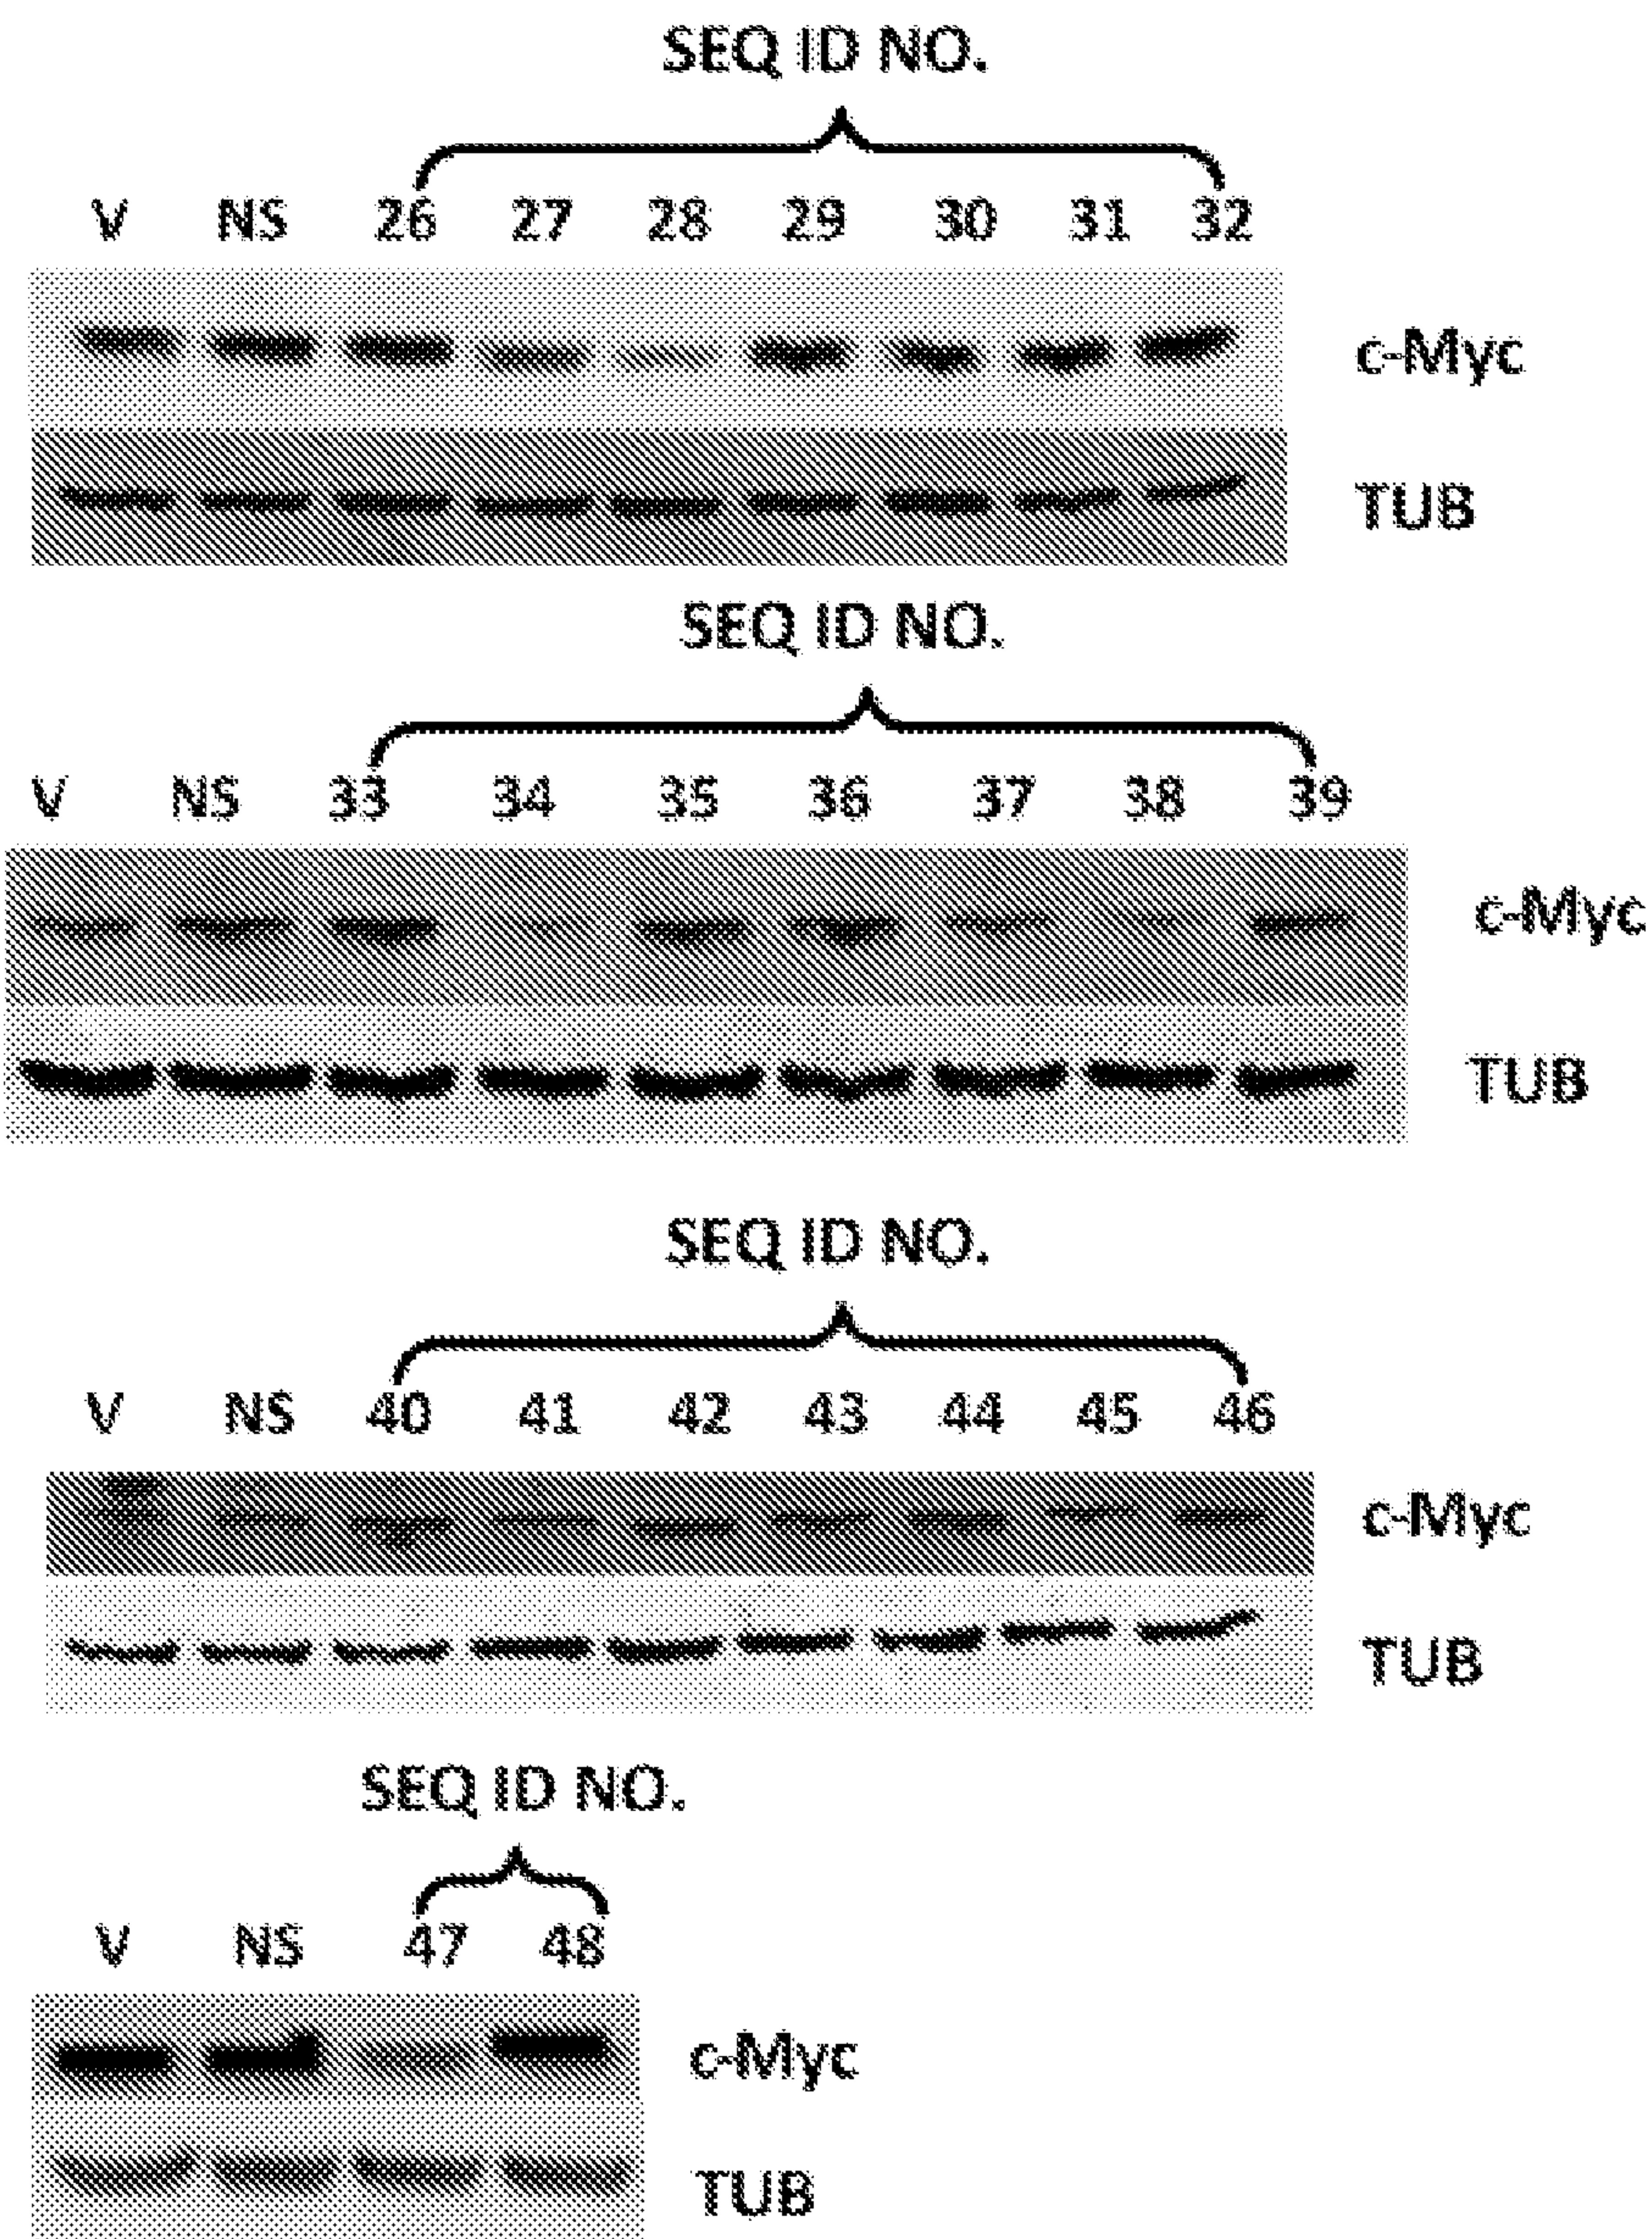 SEQ ID NO.
V NS 26 27 28 29 30 31 32
c-Myc
TUB
SEQ ID NO.
V NS 33 34 35 36 37 38 39
c-Myc
TUB
SEQ ID NO.
V NS 40 41 42 43 44 45 46
c-Myc
TUB
SEQ ID NO.
V NS 47 48
c-Myc
TUB